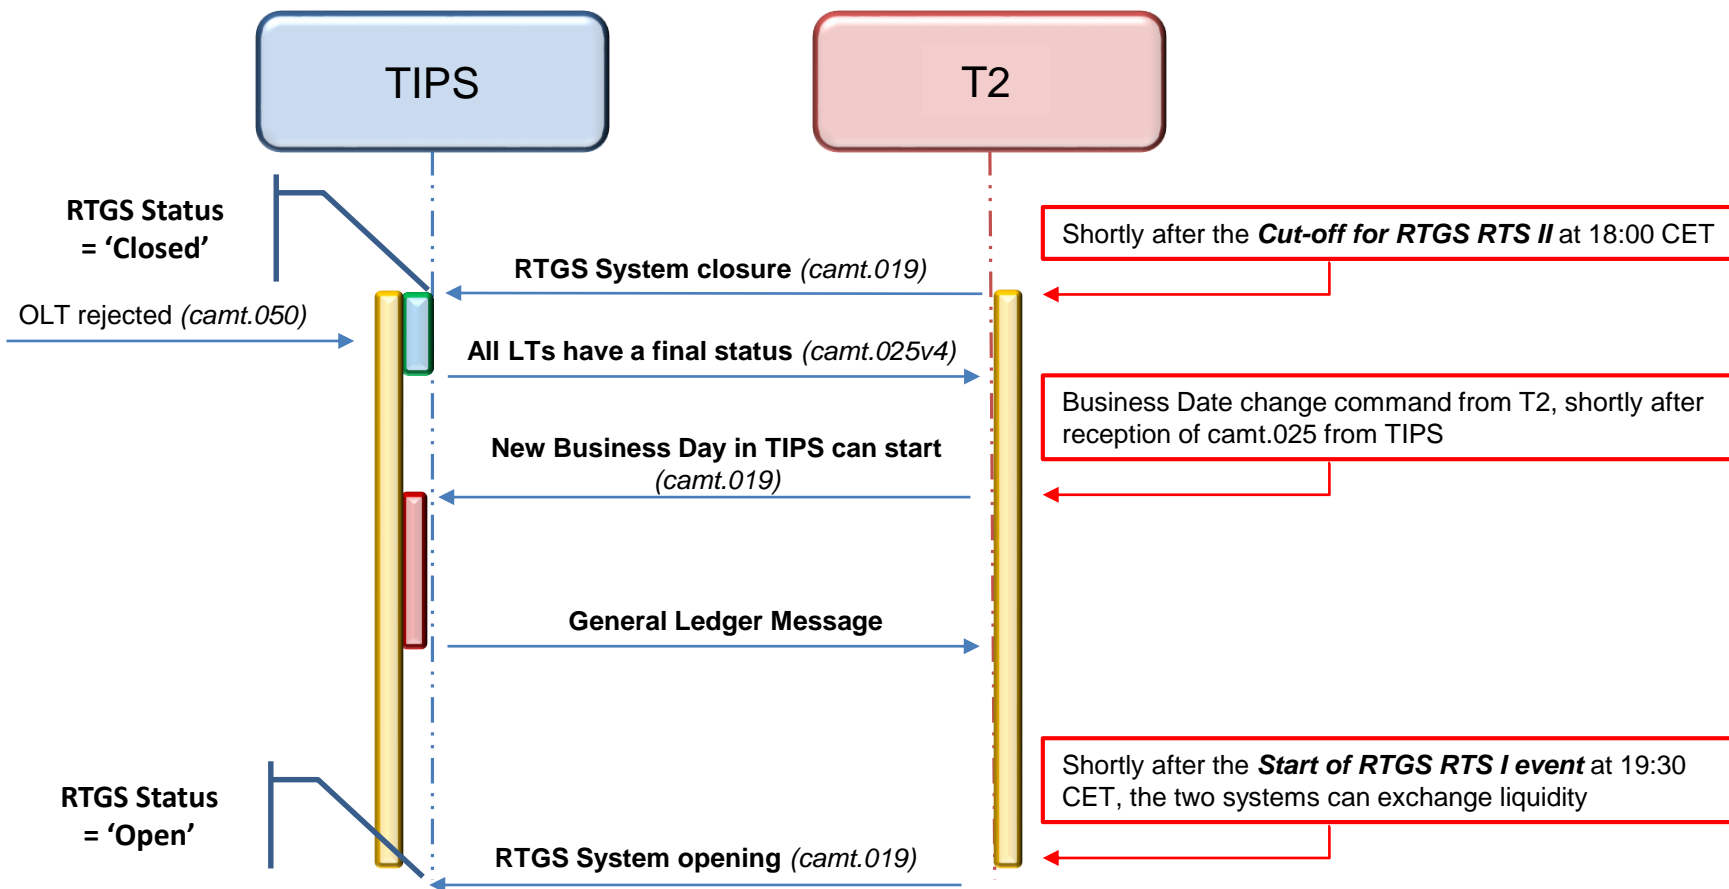 TIPS
T2
RTGS Status
= ‘Closed’
Shortly after the Cut-off for RTGS RTS II at 18:00 CET
RTGS System closure (camt.019)
OLT rejected (camt.050)
All LTs have a final status (camt.025v4)
Business Date change command from T2, shortly after
reception of camt.025 from TIPS
New Business Day in TIPS can start
(camt.019)
General Ledger Message
Shortly after the Start of RTGS RTS I event at 19:30
CET, the two systems can exchange liquidity
RTGS Status
= ‘Open’
RTGS System opening (camt.019)